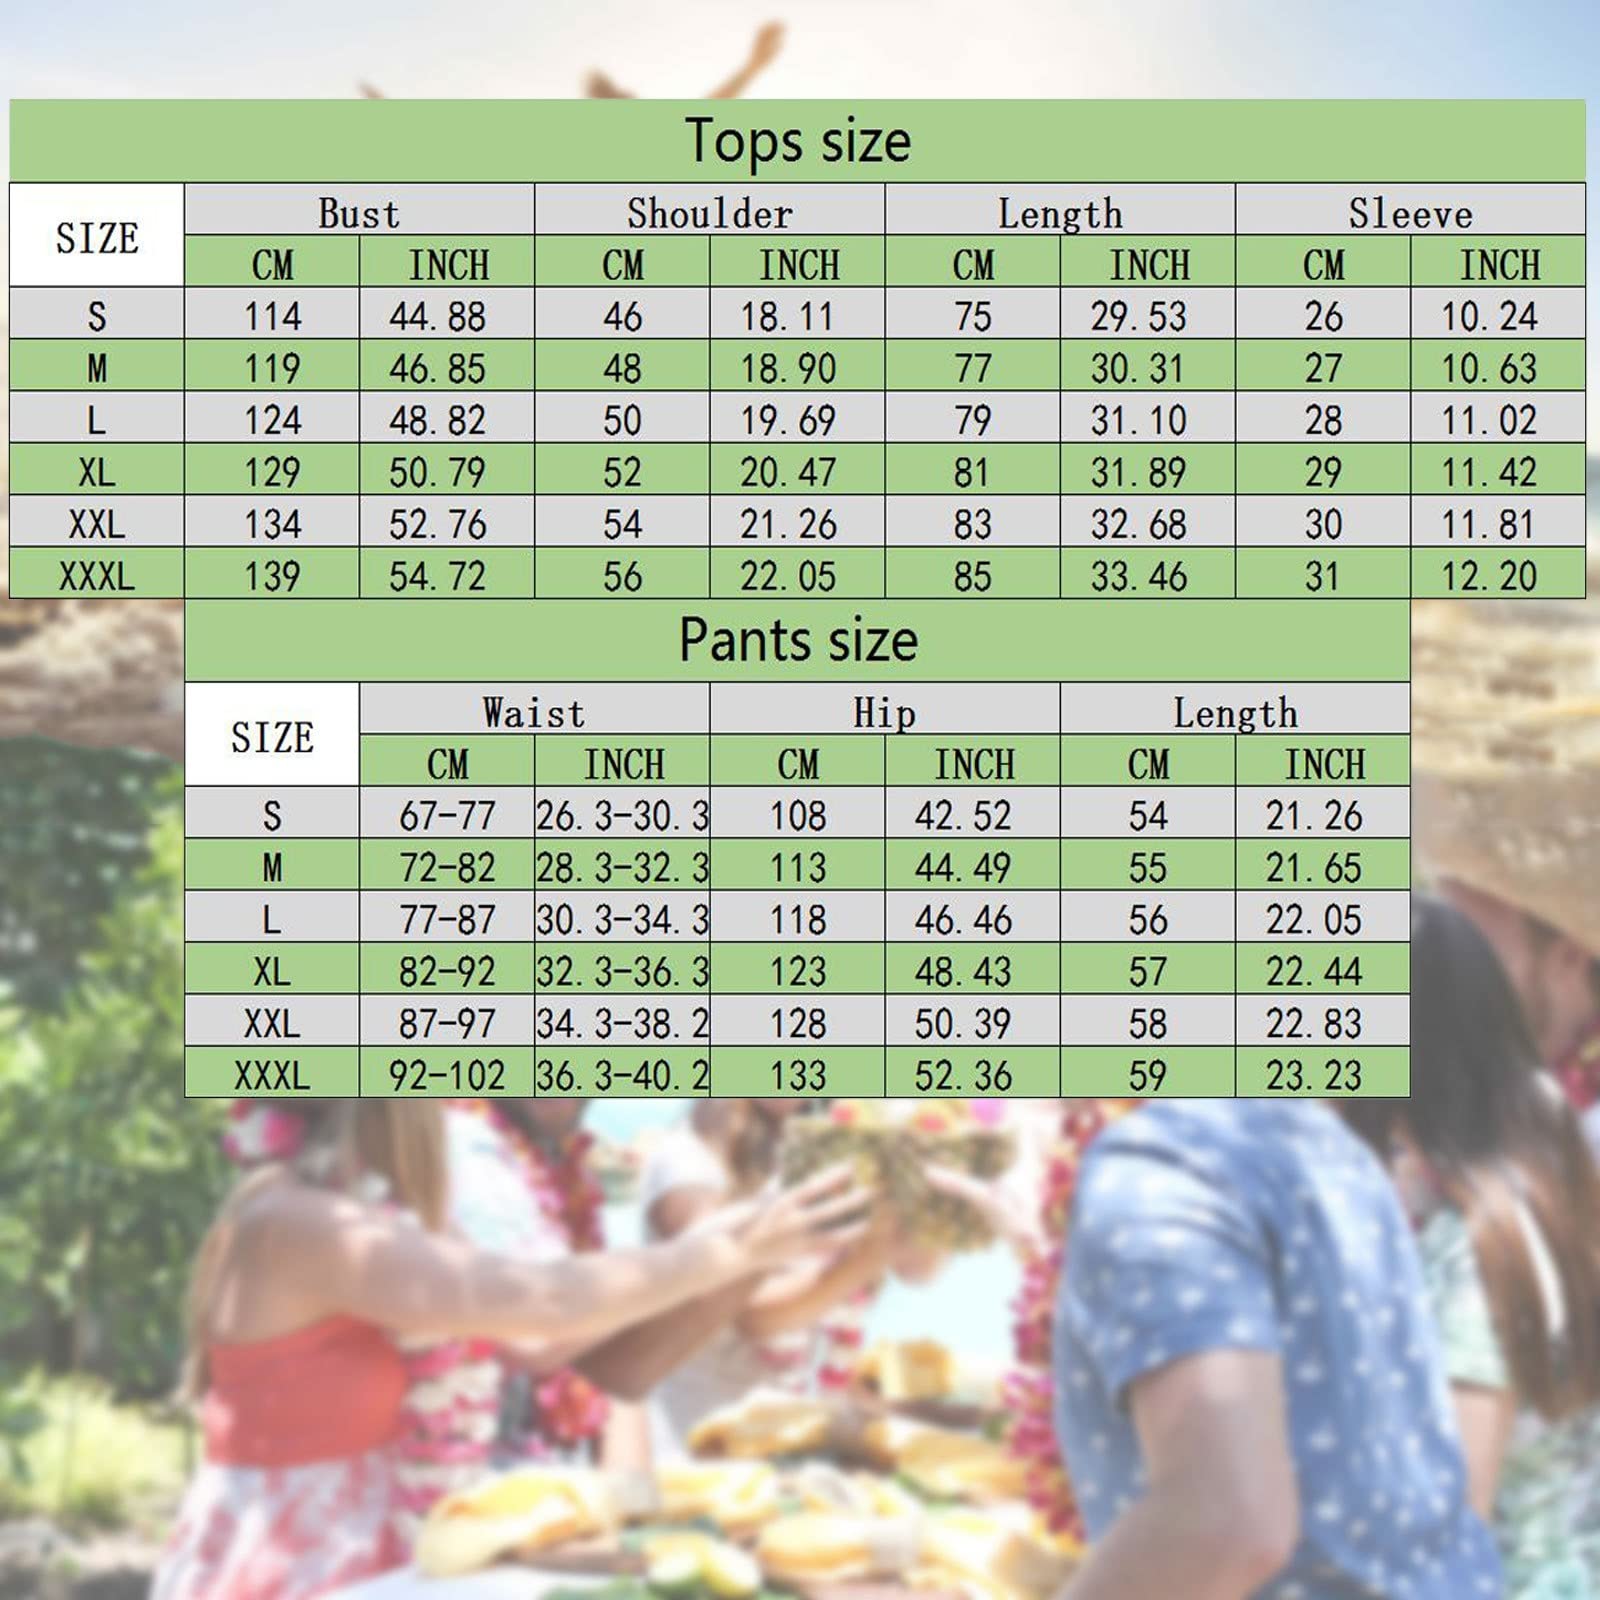 Tops size
SIZE Bust Shoulder Length Sleeve
CM INCH CM INCH CM INCH CM INCH
S 114 44.88 46 18.11 75 29.53 26 10.24
M 119 46.85 48 18.90 77 30.31 27 10.63
L 124 48.82 50 19.69 79 31.10 28 11.02
XL 129 50.79 52 20.47 81 31.89 29 11.42
XXL 134 52.76 54 21.26 83 32.68 30 11.81
XXXL 139 54.72 56 22.05 85 33.46 31 12.20
Pants size
SIZE Waist Hip Length
CM INCH CM INCH CM INCH
S 67-77 26.3-30.3 108 42.52 54 21.26
M 72-82 28.3-32.3 113 44.49 55 21.65
L 77-87 30.3-34.3 118 46.46 56 22.05
XL 82-92 32.3-36.3 123 48.43 57 22.44
XXL 87-97 34.3-38.2 128 50.39 58 22.83
XXXL 92-102 36.3-40.2 133 52.36 59 23.23